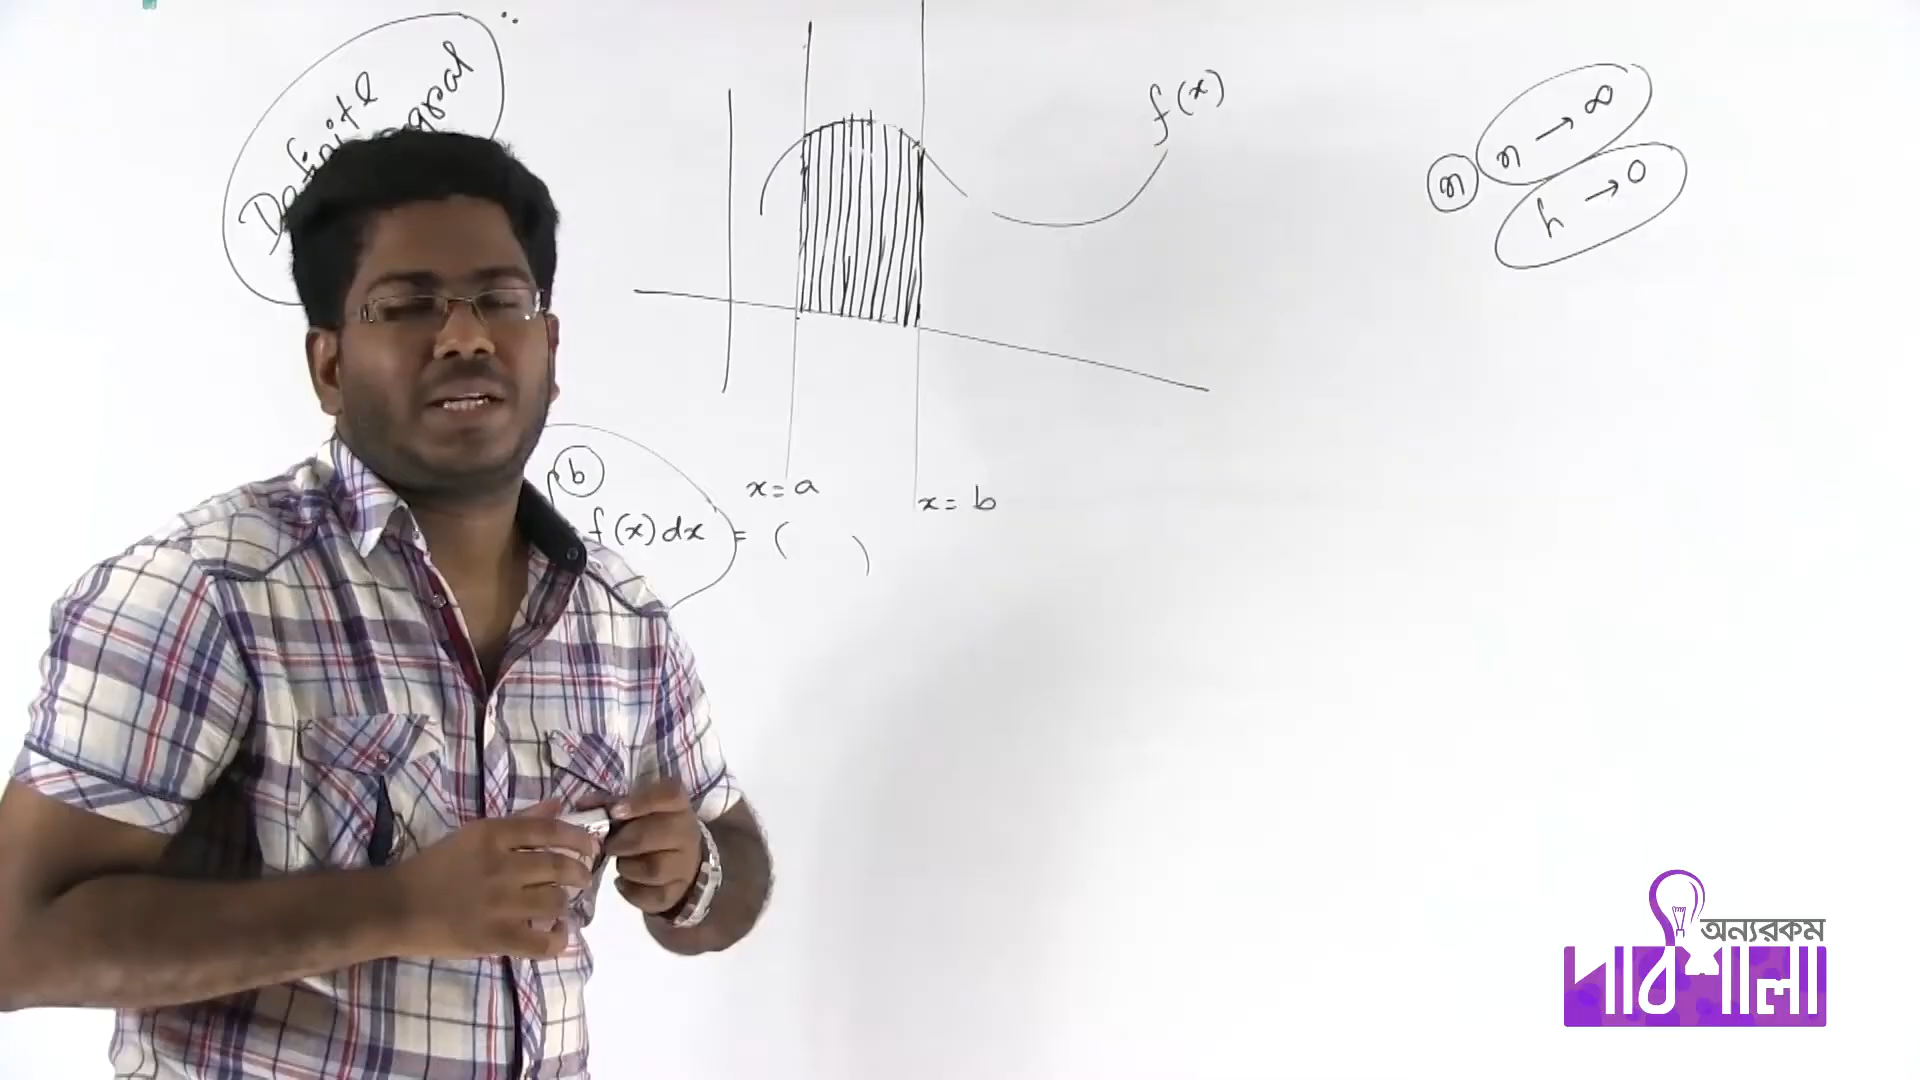 Definite
f(x)
n
n → ∞
h → 0
b
f(x) dx = ( )
x = a
x = b
অন্যরকম
পাঠশালা